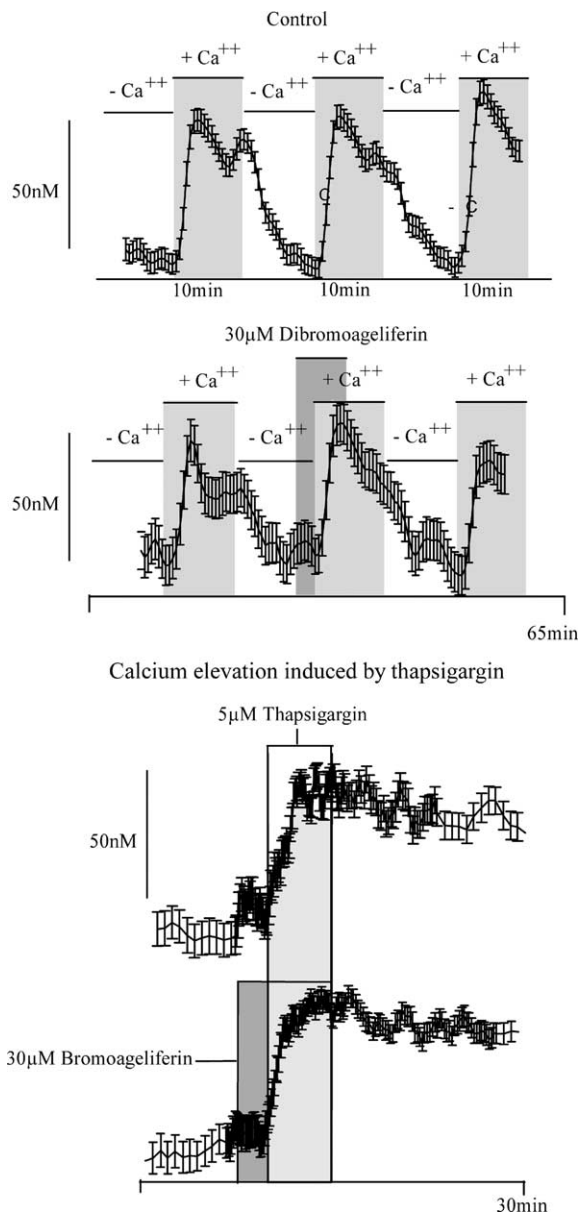 Control
+ Ca++ + Ca++ + Ca++
- Ca++ - Ca++ - Ca++
50nM
C - C
10min 10min 10min
30µM Dibromoageliferin
+ Ca++ + Ca++ + Ca++
- Ca++ - Ca++ - Ca++
50nM
65min
Calcium elevation induced by thapsigargin
5µM Thapsigargin
50nM
30µM Bromoageliferin
30min